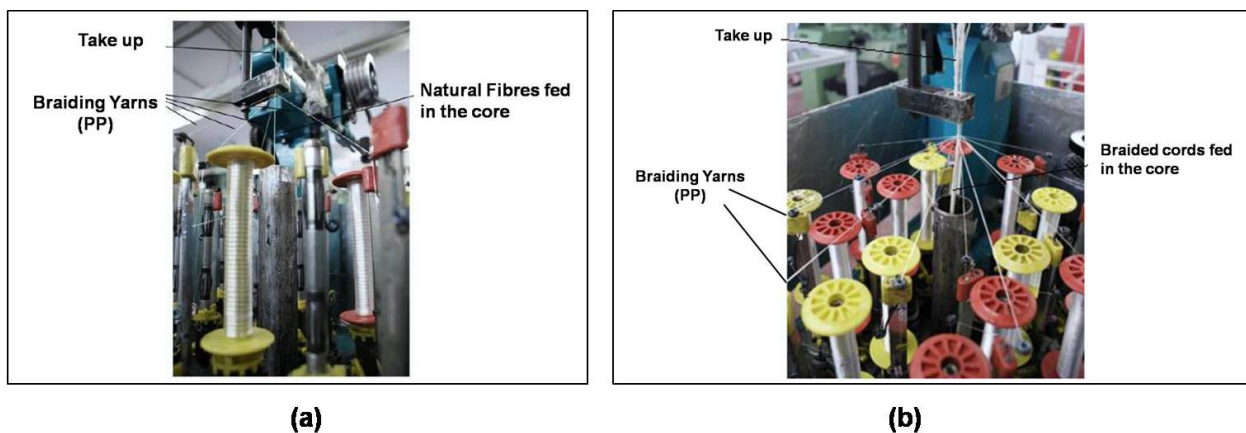 Take up
Braiding Yarns
(PP)
Natural Fibres fed
in the core
(a)
Take up
Braiding Yarns
(PP)
Braided cords fed
in the core
(b)